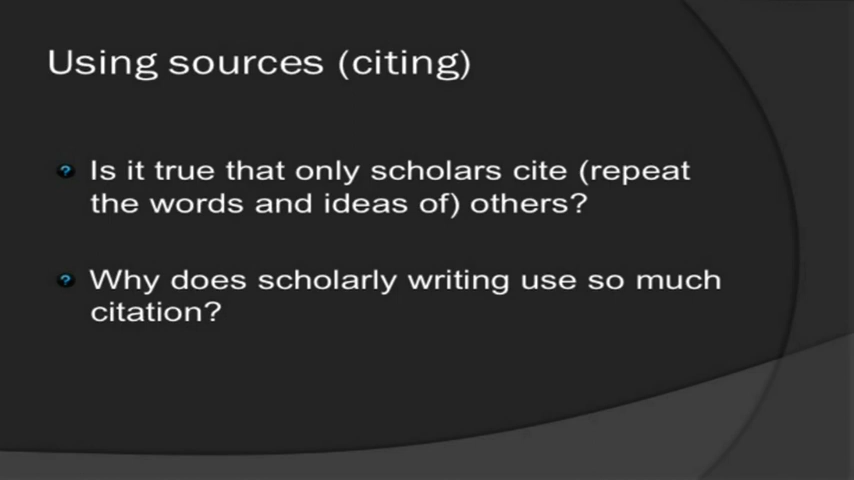 Using sources (citing)
Is it true that only scholars cite (repeat
the words and ideas of) others?
Why does scholarly writing use so much
citation?